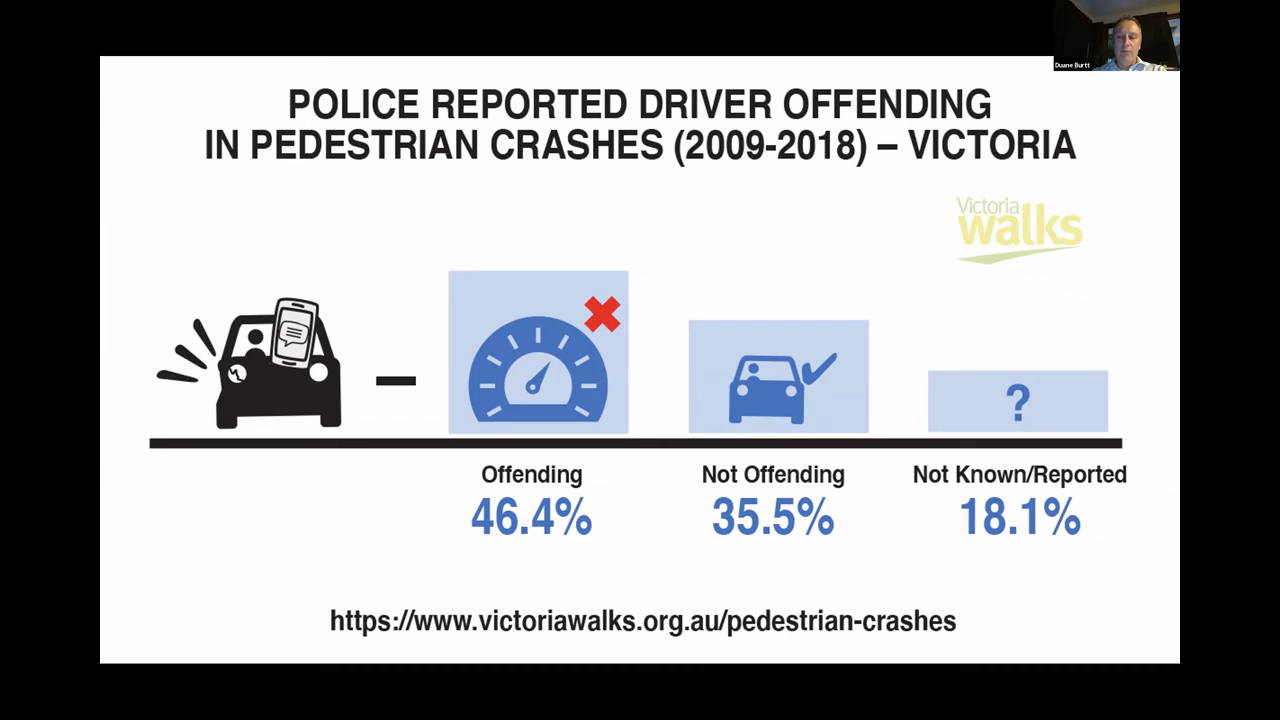 Duane Burtt
POLICE REPORTED DRIVER OFFENDING
IN PEDESTRIAN CRASHES (2009-2018) – VICTORIA
Victoria
walks
?
Offending
Not Offending
Not Known/Reported
46.4%
35.5%
18.1%
https://www.victoriawalks.org.au/pedestrian-crashes